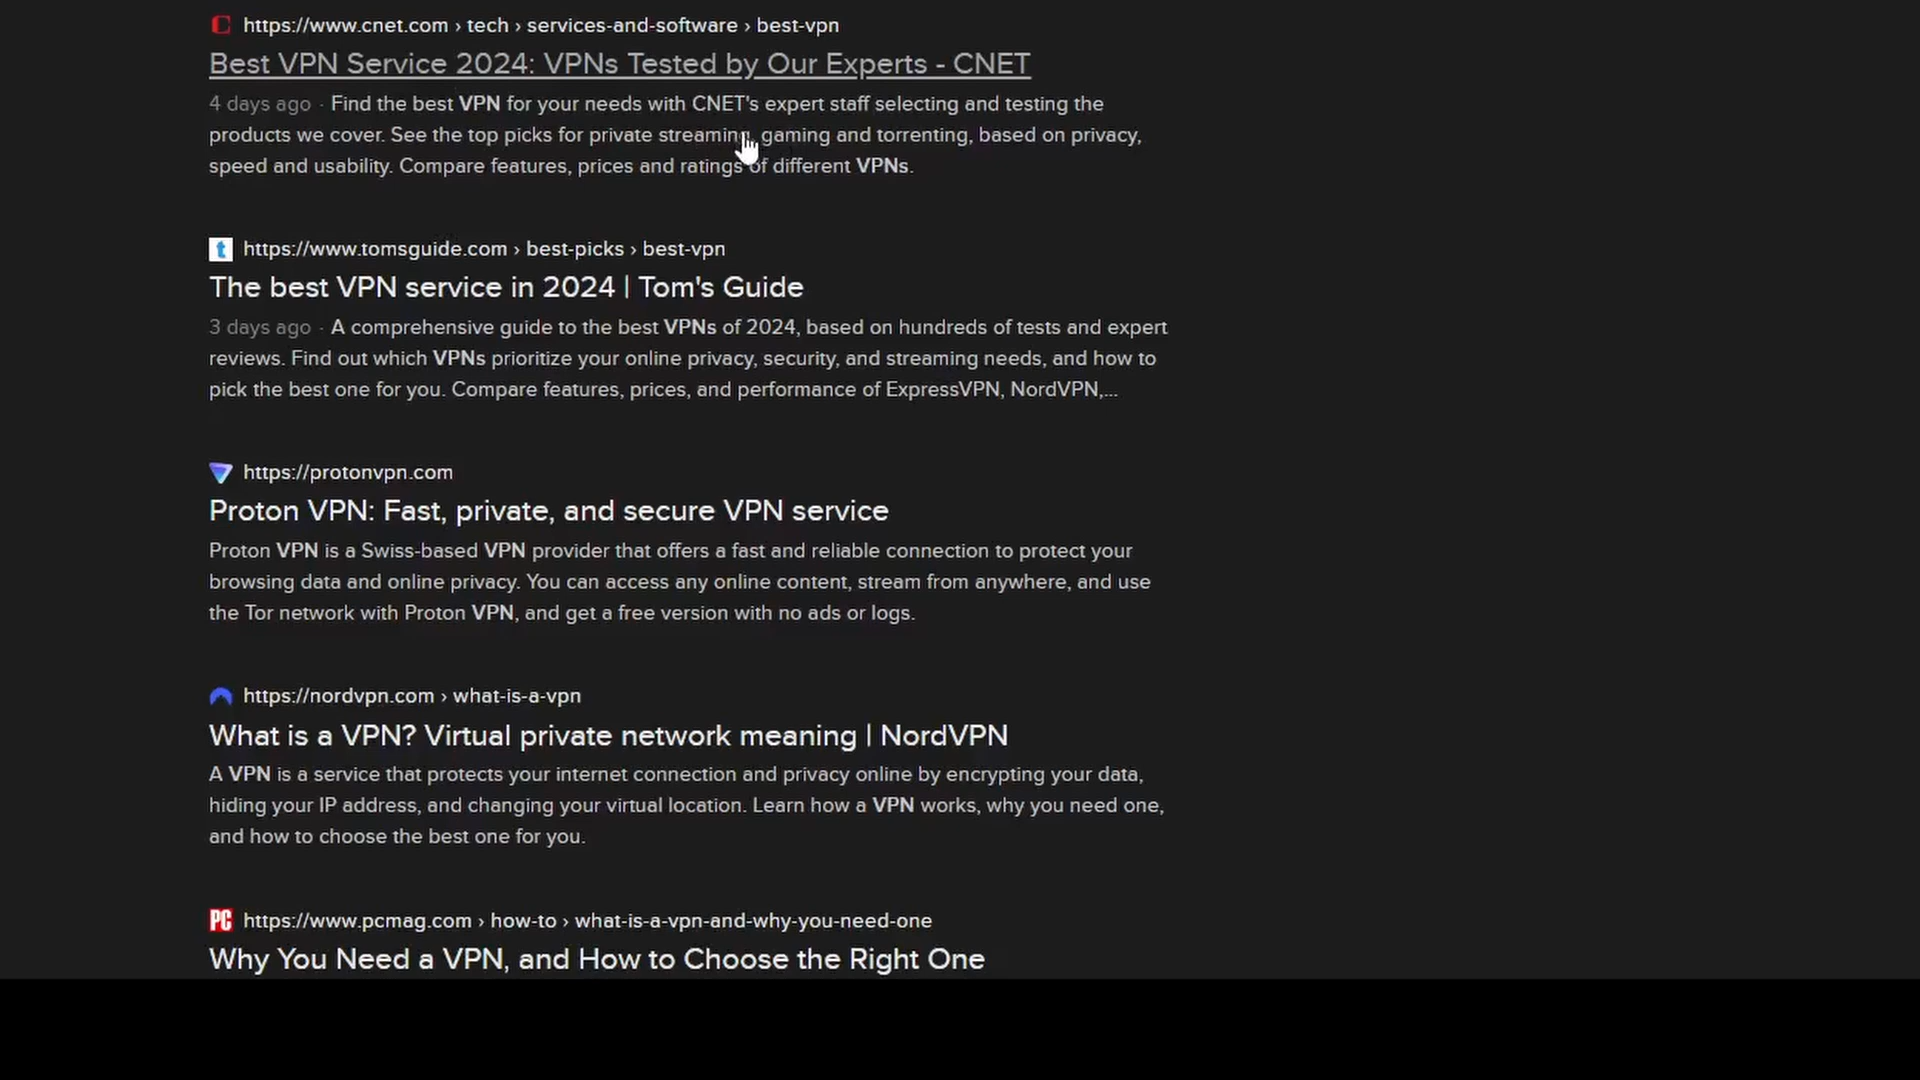 https://www.cnet.com › tech › services-and-software › best-vpn
Best VPN Service 2024: VPNs Tested by Our Experts - CNET
4 days ago · Find the best VPN for your needs with CNET's expert staff selecting and testing the
products we cover. See the top picks for private streaming, gaming and torrenting, based on privacy,
speed and usability. Compare features, prices and ratings of different VPNs.
t https://www.tomsguide.com › best-picks › best-vpn
The best VPN service in 2024 | Tom's Guide
3 days ago · A comprehensive guide to the best VPNs of 2024, based on hundreds of tests and expert
reviews. Find out which VPNs prioritize your online privacy, security, and streaming needs, and how to
pick the best one for you. Compare features, prices, and performance of ExpressVPN, NordVPN,...
https://protonvpn.com
Proton VPN: Fast, private, and secure VPN service
Proton VPN is a Swiss-based VPN provider that offers a fast and reliable connection to protect your
browsing data and online privacy. You can access any online content, stream from anywhere, and use
the Tor network with Proton VPN, and get a free version with no ads or logs.
https://nordvpn.com › what-is-a-vpn
What is a VPN? Virtual private network meaning | NordVPN
A VPN is a service that protects your internet connection and privacy online by encrypting your data,
hiding your IP address, and changing your virtual location. Learn how a VPN works, why you need one,
and how to choose the best one for you.
PC https://www.pcmag.com › how-to › what-is-a-vpn-and-why-you-need-one
Why You Need a VPN, and How to Choose the Right One